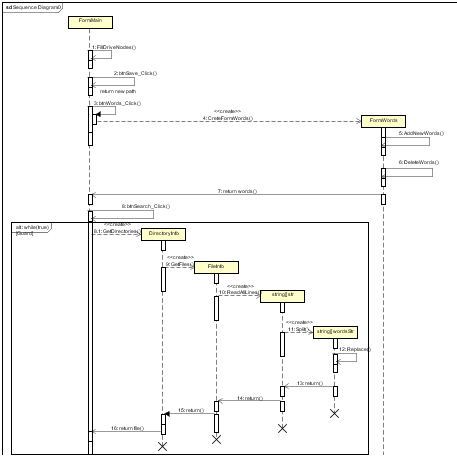 sd Sequence Diagram0
FormMain
1: FillDriveNodes()
2: btnSave_Click()
return new path
3: btnWords_Click()
<<create>>
4: CreteFormWords()
FormWords
5: AddNewWords()
6: DeleteWords()
7: return words()
8: btnSearch_Click()
alt: while(true)
[Guard]
<<create>>
8.1: GetDirectories()
DirectoryInfo
<<create>>
9: GetFiles()
FileInfo
<<create>>
10: ReadAllLines()
string[] str
<<create>>
11: Split()
string[] wordsStr
12: Replace()
13: return()
14: return()
15: return()
16: return file()